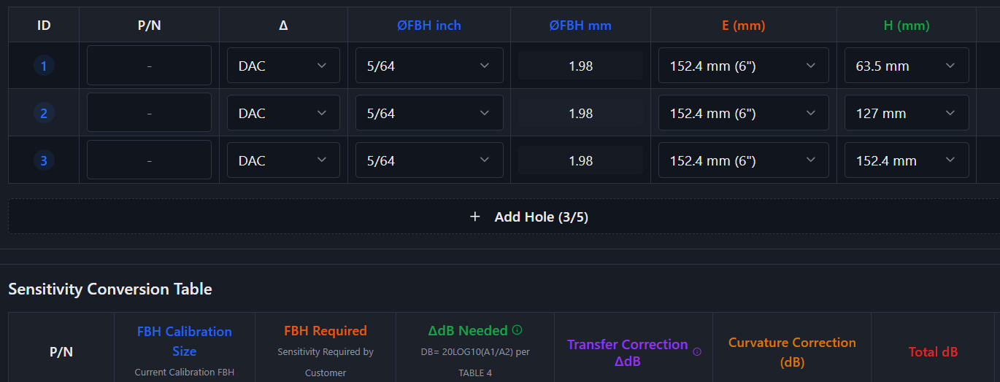 ID P/N Δ ØFBH inch ØFBH mm E (mm) H (mm)
1 - DAC 5/64 1.98 152.4 mm (6") 63.5 mm
2 - DAC 5/64 1.98 152.4 mm (6") 127 mm
3 - DAC 5/64 1.98 152.4 mm (6") 152.4 mm
+ Add Hole (3/5)
Sensitivity Conversion Table
P/N
FBH Calibration
Size
Current Calibration FBH
FBH Required
Sensitivity Required by
Customer
ΔdB Needed
DB= 20LOG10(A1/A2) per
TABLE 4
Transfer Correction
ΔdB
Curvature Correction
(dB)
Total dB